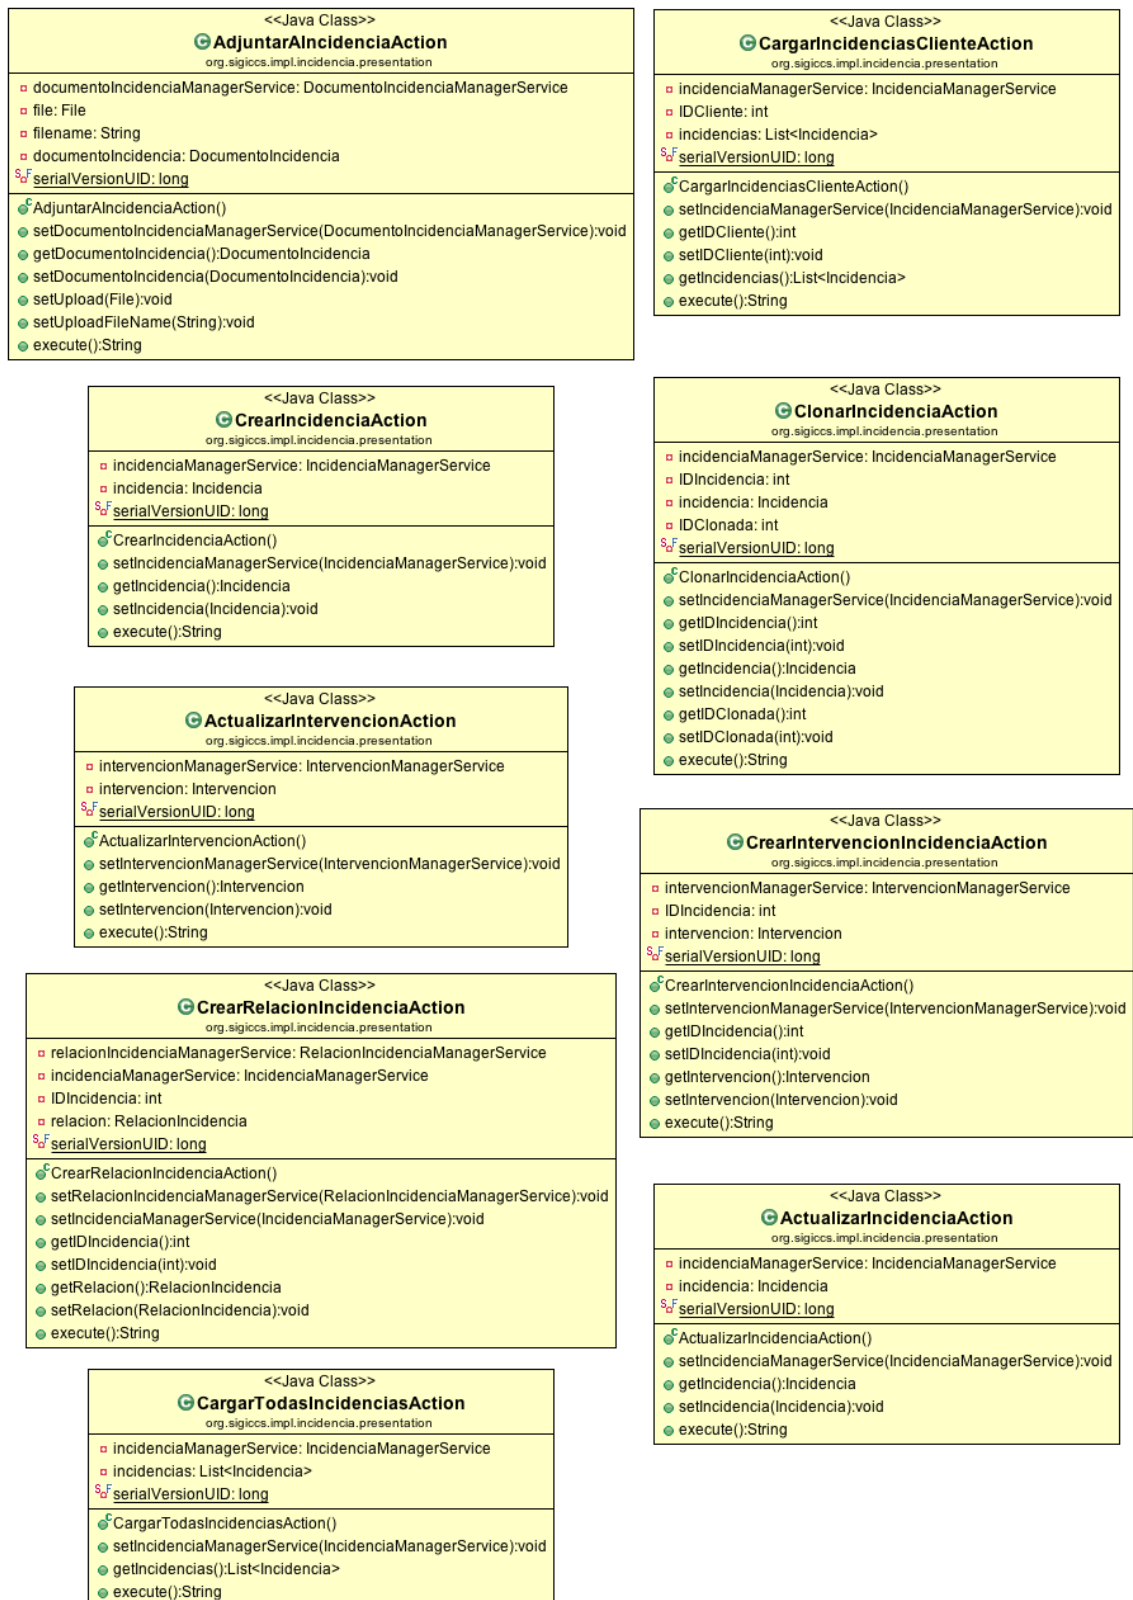 <<Java Class>>
AdjuntarAIncidenciaAction
org.sigiccs.impl.incidencia.presentation
documentoIncidenciaManagerService: DocumentoIncidenciaManagerService
file: File
filename: String
documentoIncidencia: DocumentoIncidencia
serialVersionUID: long
AdjuntarAIncidenciaAction()
setDocumentoIncidenciaManagerService(DocumentoIncidenciaManagerService):void
getDocumentoIncidencia():DocumentoIncidencia
setDocumentoIncidencia(DocumentoIncidencia):void
setUpload(File):void
setUploadFileName(String):void
execute():String
<<Java Class>>
CargarIncidenciasClienteAction
org.sigiccs.impl.incidencia.presentation
incidenciaManagerService: IncidenciaManagerService
IDCliente: int
incidencias: List<Incidencia>
serialVersionUID: long
CargarIncidenciasClienteAction()
setIncidenciaManagerService(IncidenciaManagerService):void
getIDCliente():int
setIDCliente(int):void
getIncidencias():List<Incidencia>
execute():String
<<Java Class>>
CrearIncidenciaAction
org.sigiccs.impl.incidencia.presentation
incidenciaManagerService: IncidenciaManagerService
incidencia: Incidencia
serialVersionUID: long
CrearIncidenciaAction()
setIncidenciaManagerService(IncidenciaManagerService):void
getIncidencia():Incidencia
setIncidencia(Incidencia):void
execute():String
<<Java Class>>
ClonarIncidenciaAction
org.sigiccs.impl.incidencia.presentation
incidenciaManagerService: IncidenciaManagerService
IDIncidencia: int
incidencia: Incidencia
IDClonada: int
serialVersionUID: long
ClonarIncidenciaAction()
setIncidenciaManagerService(IncidenciaManagerService):void
getIDIncidencia():int
setIDIncidencia(int):void
getIncidencia():Incidencia
setIncidencia(Incidencia):void
getIDClonada():int
setIDClonada(int):void
execute():String
<<Java Class>>
ActualizarIntervencionAction
org.sigiccs.impl.incidencia.presentation
intervencionManagerService: IntervencionManagerService
intervencion: Intervencion
serialVersionUID: long
ActualizarIntervencionAction()
setIntervencionManagerService(IntervencionManagerService):void
getIntervencion():Intervencion
setIntervencion(Intervencion):void
execute():String
<<Java Class>>
CrearIntervencionIncidenciaAction
org.sigiccs.impl.incidencia.presentation
intervencionManagerService: IntervencionManagerService
IDIncidencia: int
intervencion: Intervencion
serialVersionUID: long
CrearIntervencionIncidenciaAction()
setIntervencionManagerService(IntervencionManagerService):void
getIDIncidencia():int
setIDIncidencia(int):void
getIntervencion():Intervencion
setIntervencion(Intervencion):void
execute():String
<<Java Class>>
CrearRelacionIncidenciaAction
org.sigiccs.impl.incidencia.presentation
relacionIncidenciaManagerService: RelacionIncidenciaManagerService
incidenciaManagerService: IncidenciaManagerService
IDIncidencia: int
relacion: RelacionIncidencia
serialVersionUID: long
CrearRelacionIncidenciaAction()
setRelacionIncidenciaManagerService(RelacionIncidenciaManagerService):void
setIncidenciaManagerService(IncidenciaManagerService):void
getIDIncidencia():int
setIDIncidencia(int):void
getRelacion():RelacionIncidencia
setRelacion(RelacionIncidencia):void
execute():String
<<Java Class>>
ActualizarIncidenciaAction
org.sigiccs.impl.incidencia.presentation
incidenciaManagerService: IncidenciaManagerService
incidencia: Incidencia
serialVersionUID: long
ActualizarIncidenciaAction()
setIncidenciaManagerService(IncidenciaManagerService):void
getIncidencia():Incidencia
setIncidencia(Incidencia):void
execute():String
<<Java Class>>
CargarTodasIncidenciasAction
org.sigiccs.impl.incidencia.presentation
incidenciaManagerService: IncidenciaManagerService
incidencias: List<Incidencia>
serialVersionUID: long
CargarTodasIncidenciasAction()
setIncidenciaManagerService(IncidenciaManagerService):void
getIncidencias():List<Incidencia>
execute():String